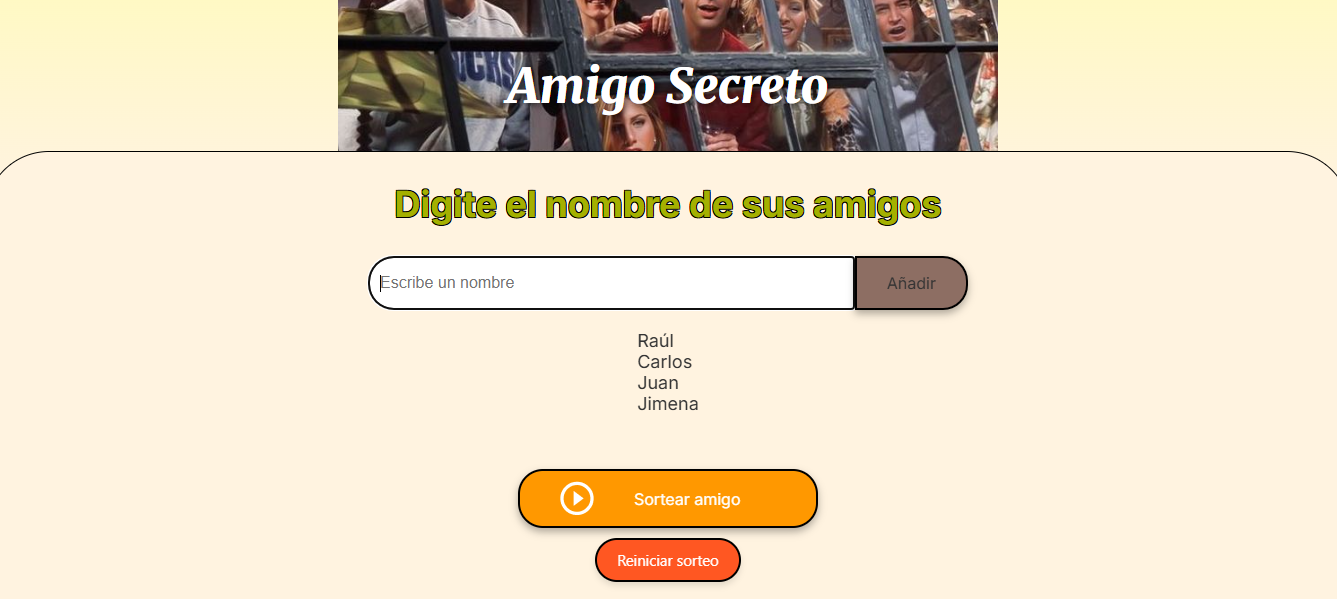 UCKS
Amigo Secreto
Digite el nombre de sus amigos
Escribe un nombre
Añadir
Raúl
Carlos
Juan
Jimena
Sortear amigo
Reiniciar sorteo